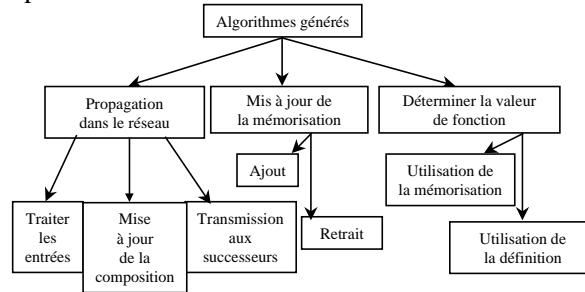 Algorithmes générés
Propagation
dans le réseau
Mis à jour de
la mémorisation
Déterminer la valeur
de fonction
Ajout
Utilisation de
la mémorisation
Traiter
les
entrées
Mise
à jour
de la
composition
Transmission
aux
successeurs
Retrait
Utilisation de
la définition